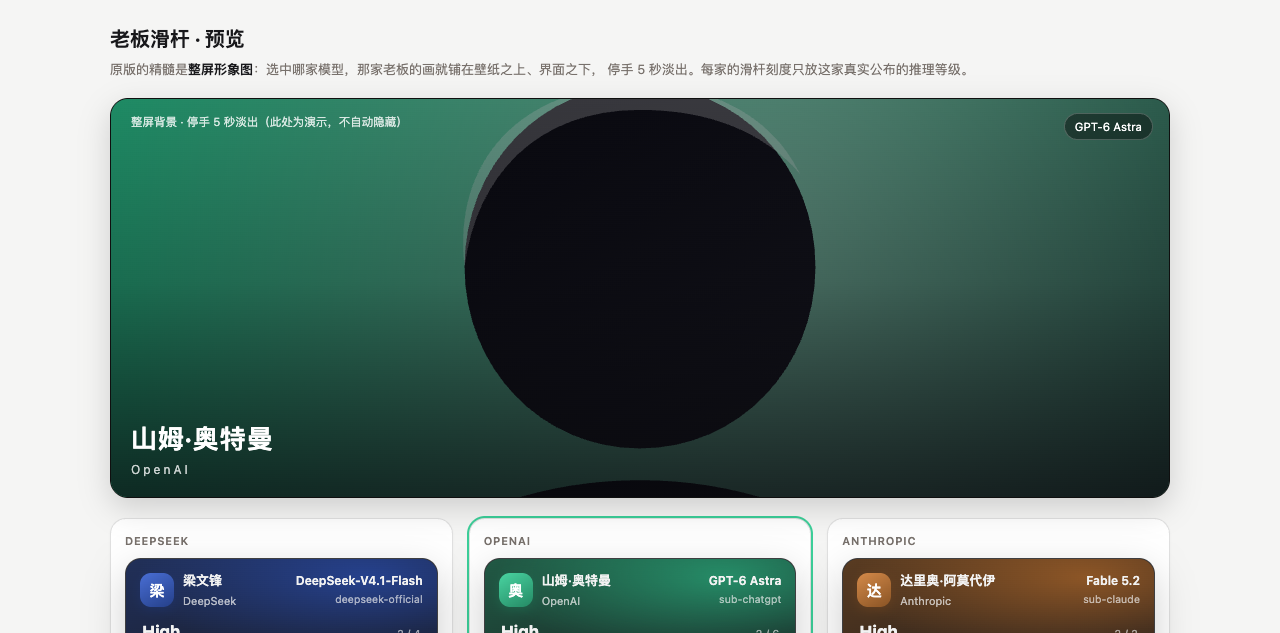 老板滑杆 · 预览
原版的精髓是整屏形象图：选中哪家模型，那家老板的画就铺在壁纸之上、界面之下， 停手 5 秒淡出。每家的滑杆刻度只放这家真实公布的推理等级。
整屏背景 · 停手 5 秒淡出（此处为演示，不自动隐藏）
GPT-6 Astra
山姆·奥特曼
OpenAI
DEEPSEEK
梁
梁文锋
DeepSeek-V4.1-Flash
DeepSeek
deepseek-official
High
OPENAI
奥
山姆·奥特曼
GPT-6 Astra
OpenAI
sub-chatgpt
High
ANTHROPIC
达
达里奥·阿莫代伊
Fable 5.2
Anthropic
sub-claude
High